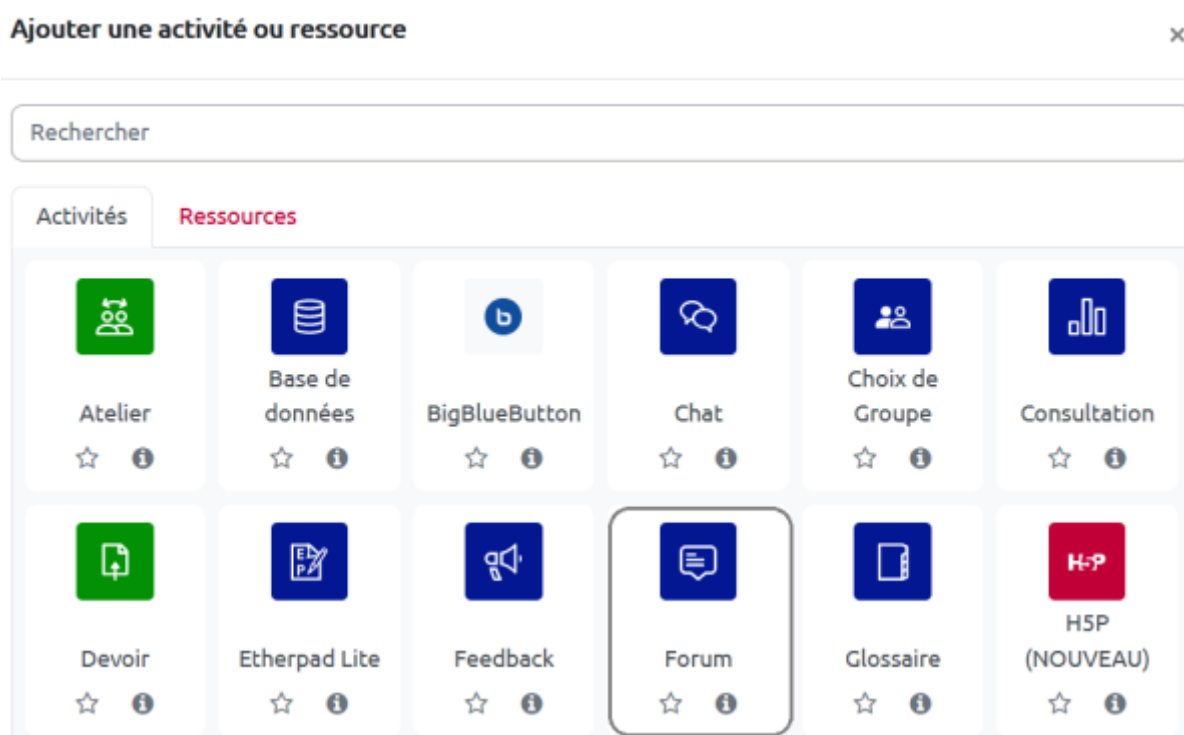 Ajouter une activité ou ressource
×
Rechercher
Activités
Ressources
Atelier
Base de
données
b
BigBlueButton
Chat
Choix de
Groupe
Consultation
Devoir
EL
P
Etherpad Lite
Feedback
Forum
Glossaire
H-P
H5P
(NOUVEAU)